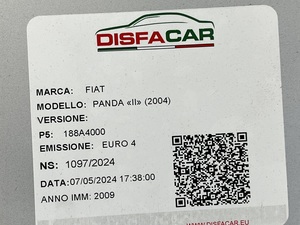 DISFACAR
MARCA: FIAT
MODELLO: PANDA «II» (2004)
VERSIONE:
P5: 188A4000
EMISSIONE: EURO 4
NS: 1097/2024
DATA: 07/05/2024 17:38:00
ANNO IMM: 2009
WWW.DISFACAR.EU